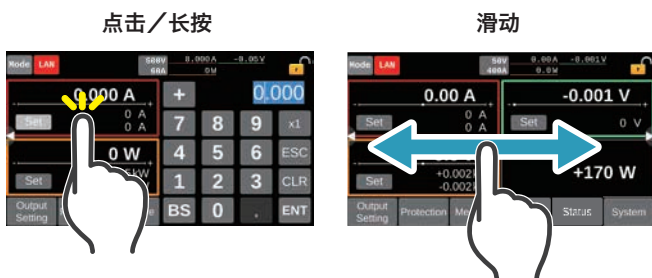 点击／长按
滑动
Mode LAN 500V 60A 0.000A -0.05V 0W
0.000 A
Set 0 A
0 A
0 W
Set kW
Output
Setting
+ 0.000
7 8 9 x1
4 5 6 ESC
1 2 3 CLR
BS 0 . ENT
Mode LAN 50V 400A 0.00A -0.001V 0.0W
0.00 A -0.001 V
Set 0 A Set 0 V
0 A
Set +0.002 +170 W
-0.002
Output
Setting Protection Status System